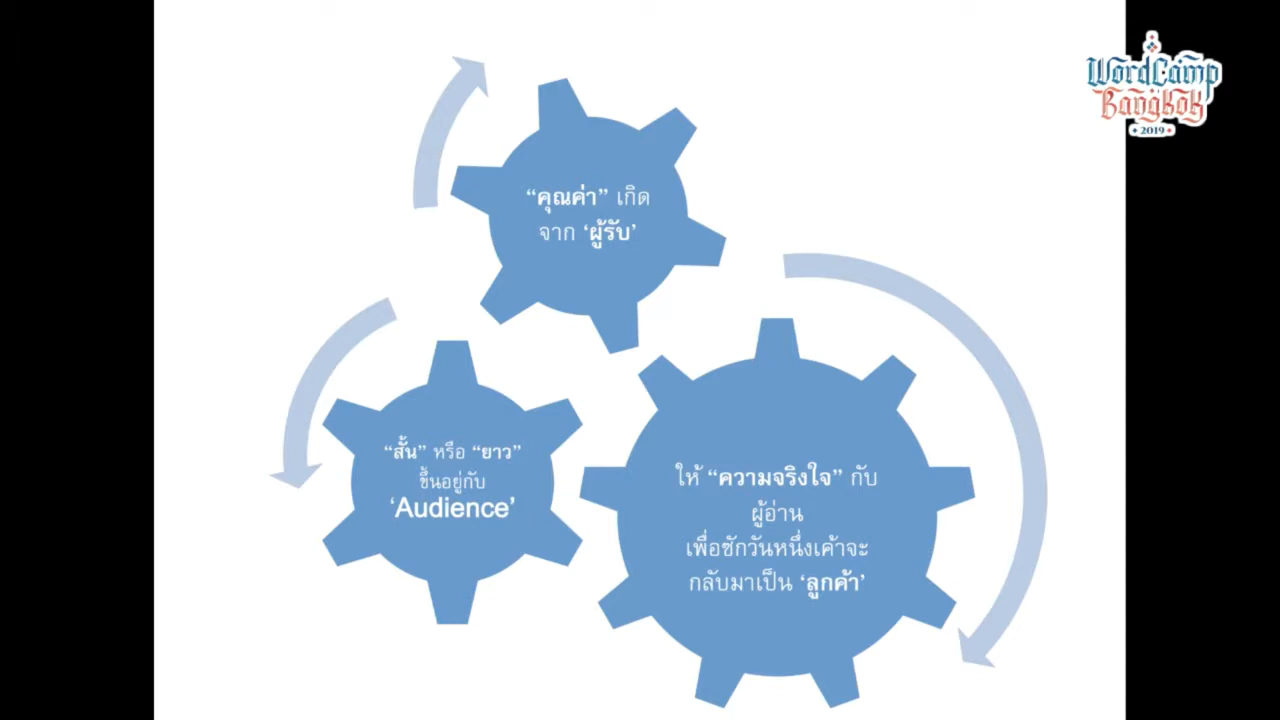 WordCamp
Bangkok
2019
“คุณค่า” เกิด
จาก ‘ผู้รับ’
“สั้น” หรือ “ยาว”
ขึ้นอยู่กับ
‘Audience’
ให้ “ความจริงใจ” กับ
ผู้อ่าน
เพื่อซักวันหนึ่งเค้าจะ
กลับมาเป็น ‘ลูกค้า’